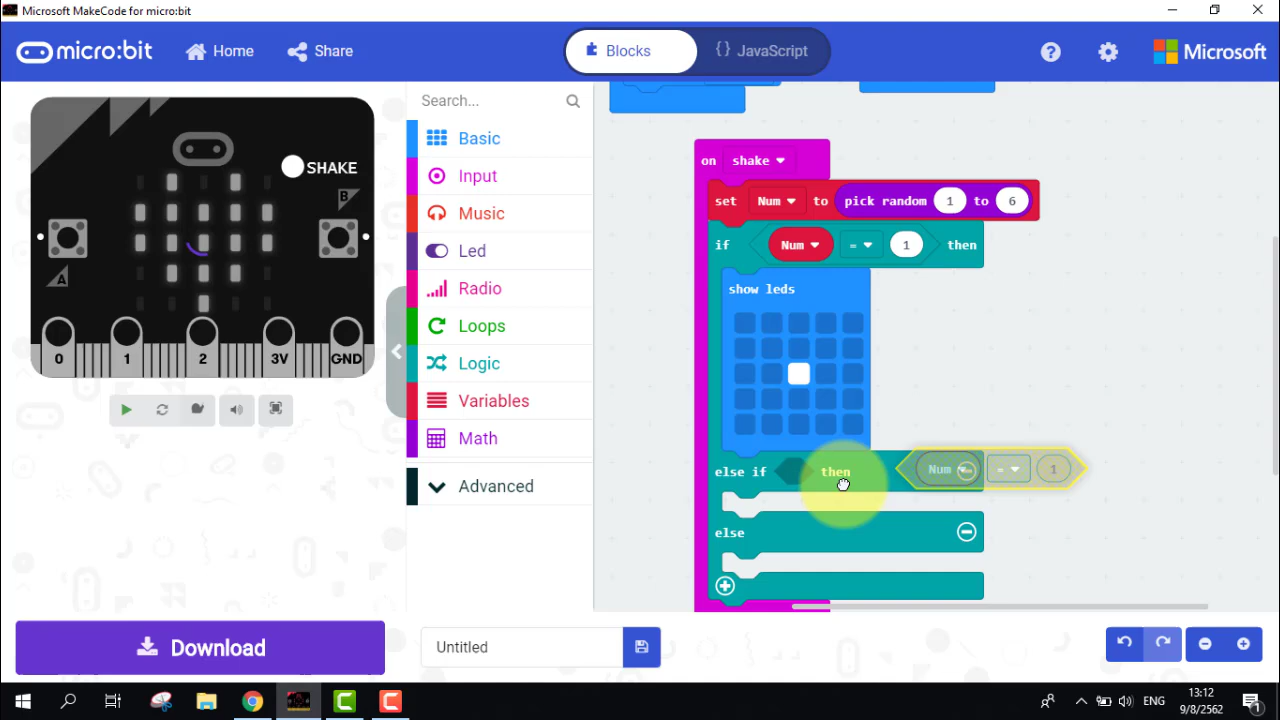 Microsoft MakeCode for micro:bit
micro:bit
Home
Share
Blocks
{} JavaScript
?
Microsoft
SHAKE
B
A
0
1
2
3V
GND
Download
Search...
Basic
Input
Music
Led
Radio
Loops
Logic
Variables
Math
Advanced
on shake
set Num to pick random 1 to 6
if Num = 1 then
show leds
else if then
Num = 1
else
Untitled
ENG
13:12
9/8/2562
1